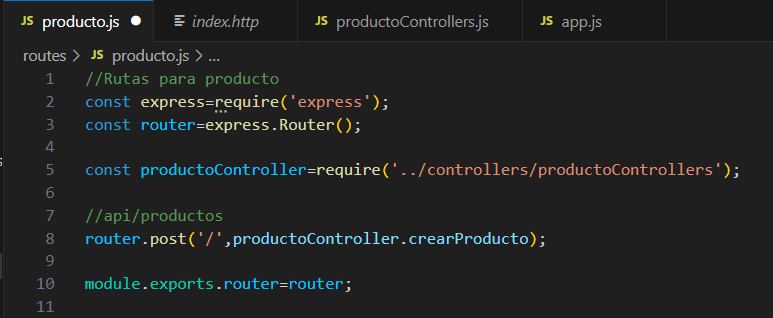 JS producto.js
index.http
JS productoControllers.js
JS app.js
routes > JS producto.js > ...
1 //Rutas para producto
2 const express=require('express');
3 const router=express.Router();
4
5 const productoController=require('../controllers/productoControllers');
6
7 //api/productos
8 router.post('/',productoController.crearProducto);
9
10 module.exports.router=router;
11